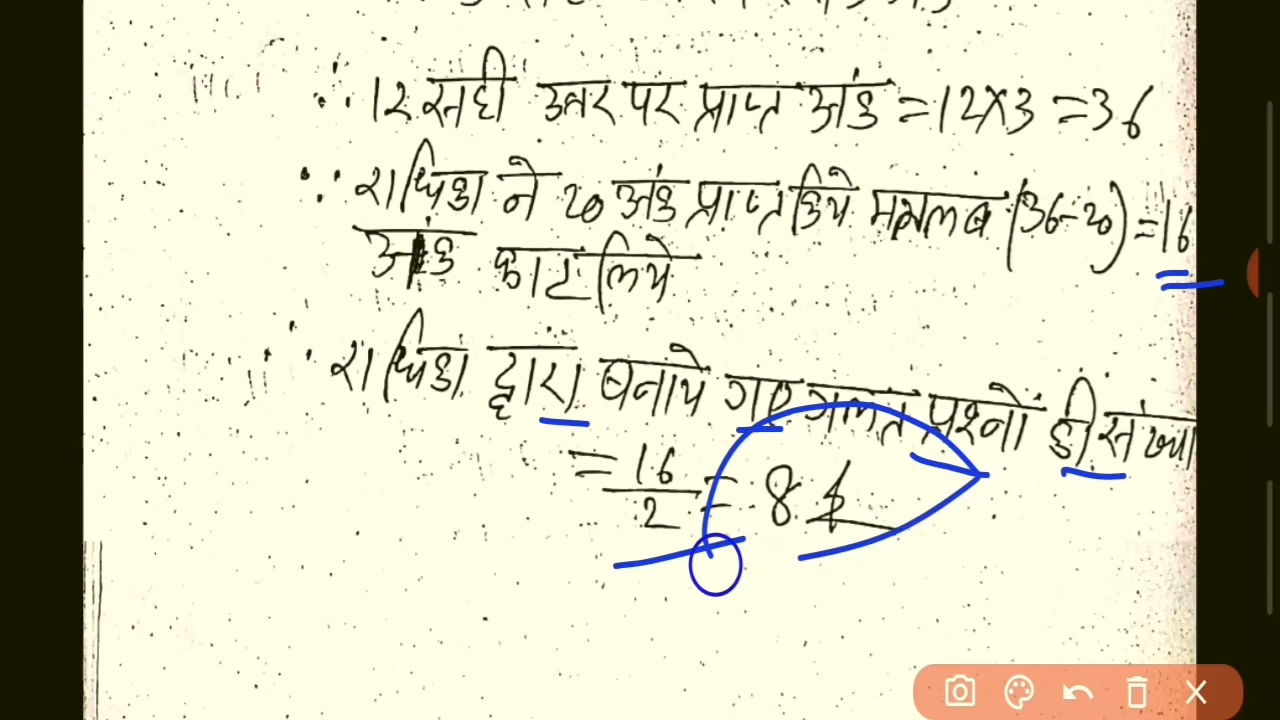 ∴ 12 सही उत्तर पर प्राप्त अंक = 12×3 = 36
∵ राधिका ने 20 अंक प्राप्त किये मतलब (36-20) = 16
अंक काट लिये
∴ राधिका द्वारा बनाये गए गलत प्रश्नों की संख्या
= 16/2 = 8